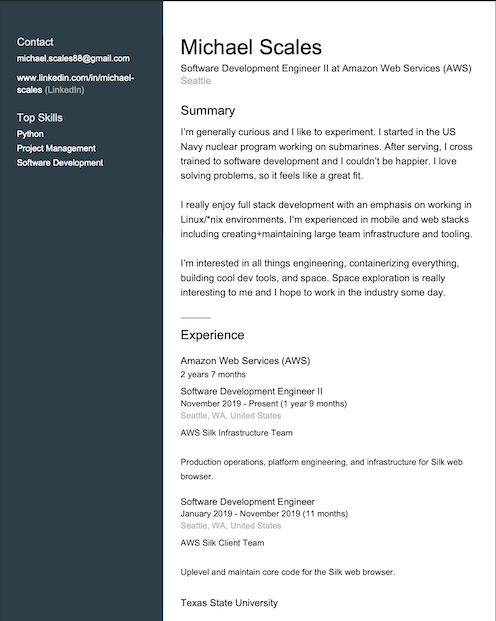 Contact
michael.scales88@gmail.com
www.linkedin.com/in/michael-
scales (LinkedIn)
Top Skills
Python
Project Management
Software Development
Michael Scales
Software Development Engineer II at Amazon Web Services (AWS)
Seattle
Summary
I'm generally curious and I like to experiment. I started in the US
Navy nuclear program working on submarines. After serving, I cross
trained to software development and I couldn't be happier. I love
solving problems, so it feels like a great fit.
I really enjoy full stack development with an emphasis on working in
Linux/*nix environments. I'm experienced in mobile and web stacks
including creating+maintaining large team infrastructure and tooling.
I'm interested in all things engineering, containerizing everything,
building cool dev tools, and space. Space exploration is really
interesting to me and I hope to work in the industry some day.
Experience
Amazon Web Services (AWS)
2 years 7 months
Software Development Engineer II
November 2019 - Present (1 year 9 months)
Seattle, WA, United States
AWS Silk Infrastructure Team
Production operations, platform engineering, and infrastructure for Silk web
browser.
Software Development Engineer
January 2019 - November 2019 (11 months)
Seattle, WA, United States
AWS Silk Client Team
Uplevel and maintain core code for the Silk web browser.
Texas State University